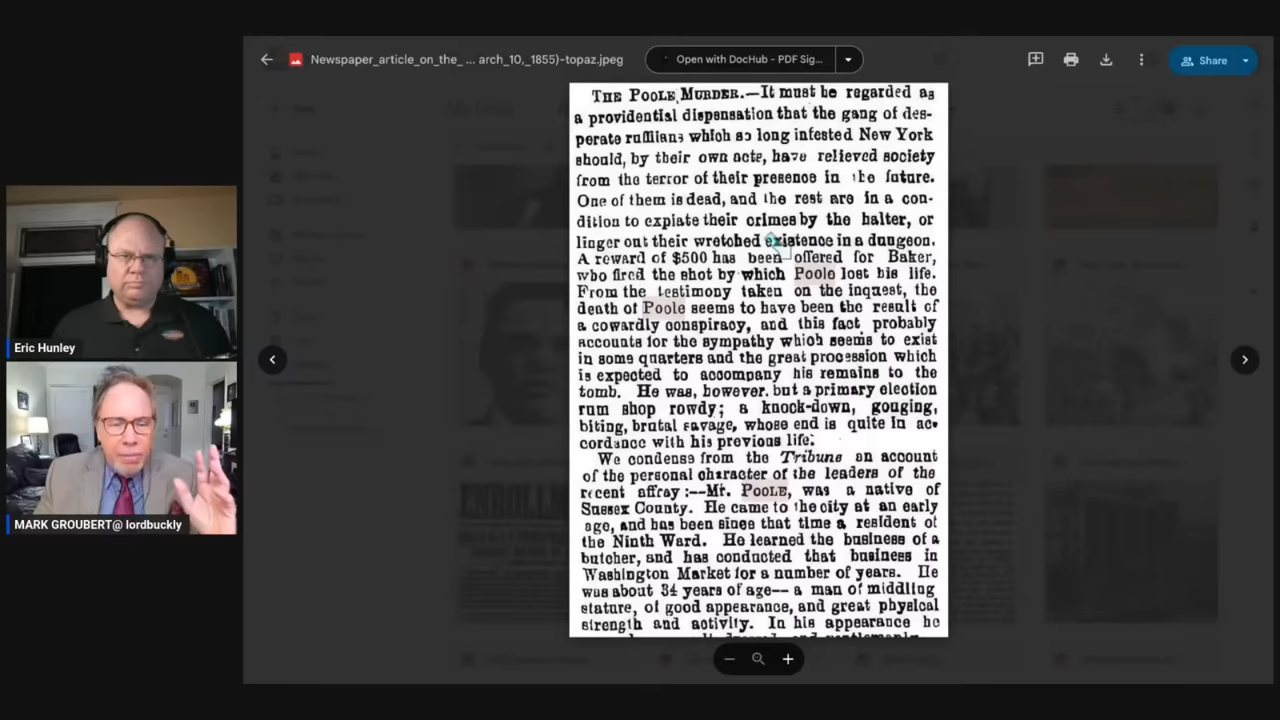 Newspaper_article_on_the_ ... arch_10,_1855)-topaz.jpeg
Open with DocHub - PDF Sig...
Share
THE POOLE MURDER.—It must be regarded as
a providential dispensation that the gang of des-
perate ruffians which so long infested New York
should, by their own acts, have relieved society
from the terror of their presence in the future.
One of them is dead, and the rest are in a con-
dition to expiate their crimes by the halter, or
linger out their wretched existence in a dungeon.
A reward of $500 has been offered for Baker,
who fired the shot by which Poole lost his life.
From the testimony taken on the inquest, the
death of Poole seems to have been the result of
a cowardly conspiracy, and this fact probably
accounts for the sympathy which seems to exist
in some quarters and the great procession which
is expected to accompany his remains to the
tomb. He was, however, but a primary election
rum shop rowdy; a knock-down, gouging,
biting, brutal savage, whose end is quite in ac-
cordance with his previous life.
We condense from the Tribune an account
of the personal character of the leaders of the
recent affray:--Mr. POOLE, was a native of
Sussex County. He came to the city at an early
age, and has been since that time a resident of
the Ninth Ward. He learned the business of a
butcher, and has conducted that business in
Washington Market for a number of years. He
was about 34 years of age-- a man of middling
stature, of good appearance, and great physical
strength and activity. In his appearance he
Eric Hunley
MARK GROUBERT@ lordbuckly